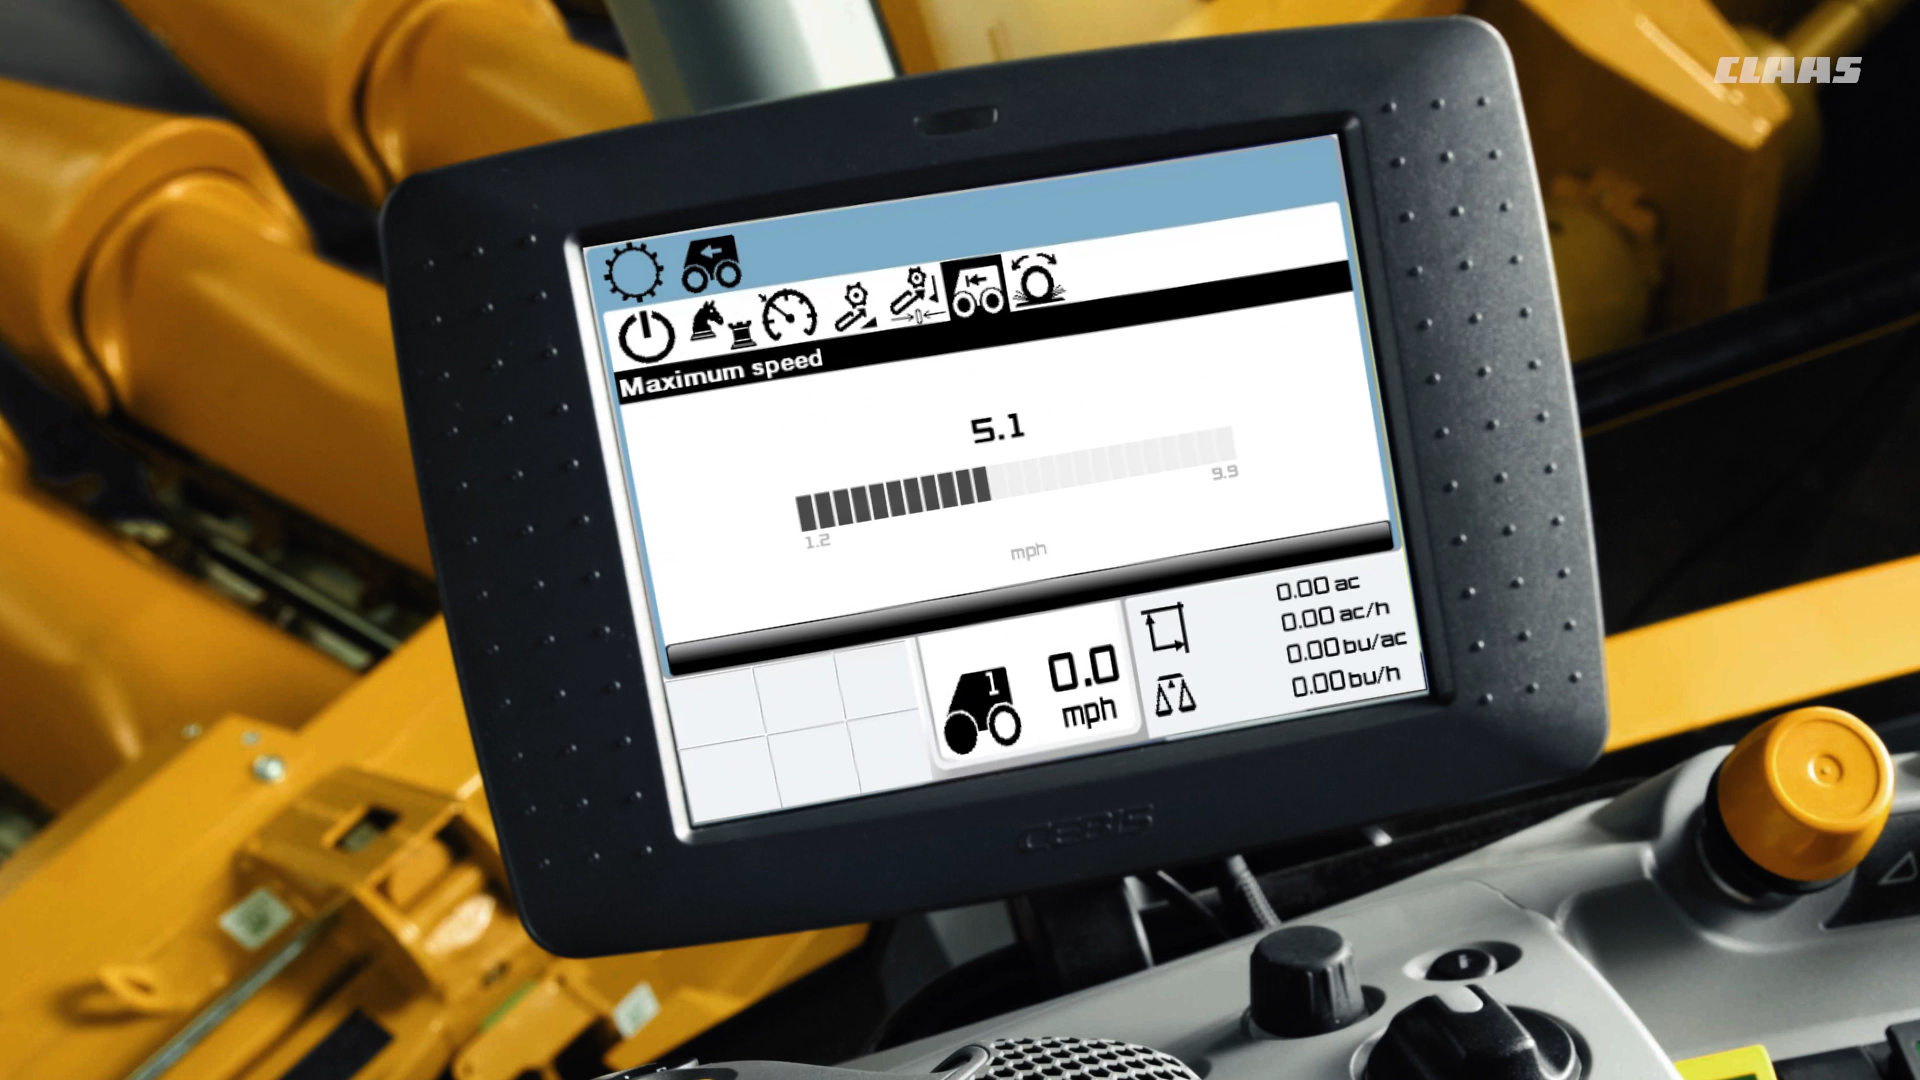 CLAAS
Maximum speed
5.1
1.2
9.9
mph
1
0.0
mph
0.00 ac
0.00 ac/h
0.00 bu/ac
0.00 bu/h
CEBIS